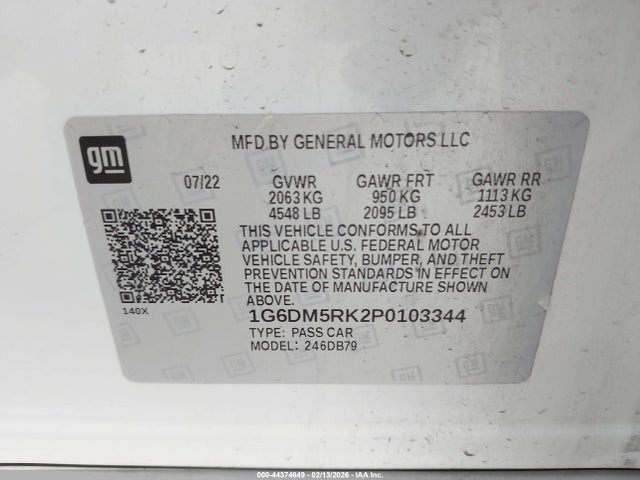 gm
MFD BY GENERAL MOTORS LLC
07/22 GVWR GAWR FRT GAWR RR
2063 KG 950 KG 1113 KG
4548 LB 2095 LB 2453 LB
THIS VEHICLE CONFORMS TO ALL
APPLICABLE U.S. FEDERAL MOTOR
VEHICLE SAFETY, BUMPER, AND THEFT
PREVENTION STANDARDS IN EFFECT ON
THE DATE OF MANUFACTURE SHOWN
ABOVE.
140X
1G6DM5RK2P0103344
TYPE: PASS CAR
MODEL: 246DB79
000-44374649 - 02/13/2026 - IAA Inc.